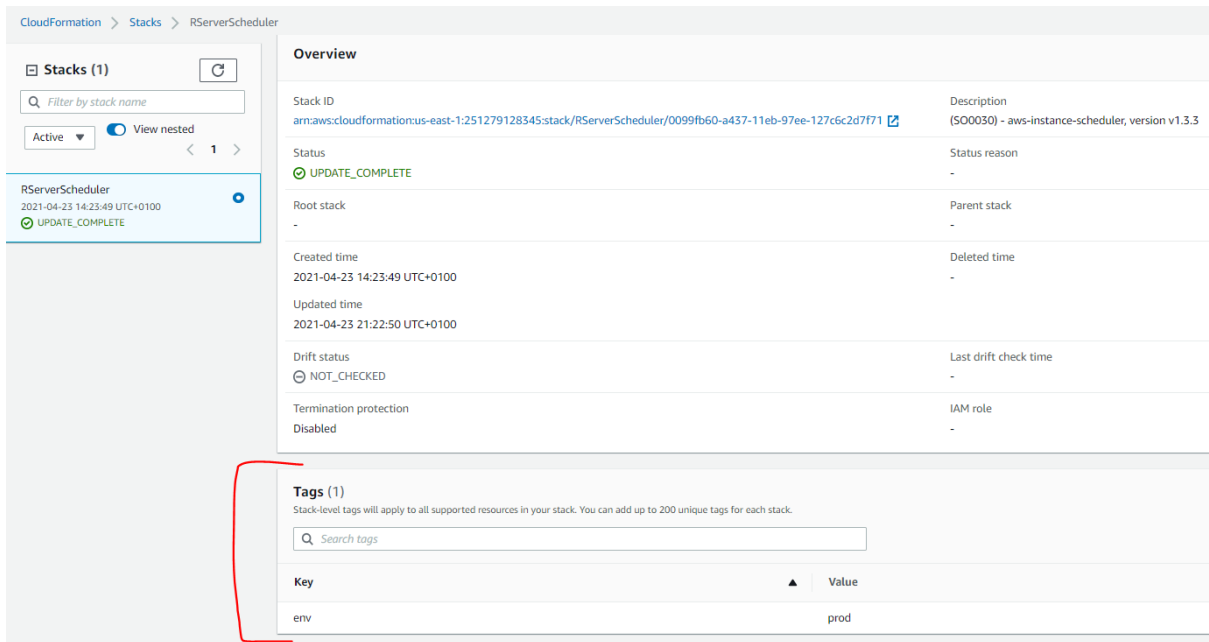 CloudFormation > Stacks > RServerScheduler
Stacks (1)
Filter by stack name
Active
View nested
< 1 >
RServerScheduler
2021-04-23 14:23:49 UTC+0100
UPDATE_COMPLETE
Overview
Stack ID
arn:aws:cloudformation:us-east-1:251279128345:stack/RServerScheduler/0099fb60-a437-11eb-97ee-127c6c2d7f71
Description
(SO0030) - aws-instance-scheduler, version v1.3.3
Status
UPDATE_COMPLETE
Status reason
-
Root stack
-
Parent stack
-
Created time
2021-04-23 14:23:49 UTC+0100
Deleted time
-
Updated time
2021-04-23 21:22:50 UTC+0100
Drift status
NOT_CHECKED
Last drift check time
-
Termination protection
Disabled
IAM role
-
Tags (1)
Stack-level tags will apply to all supported resources in your stack. You can add up to 200 unique tags for each stack.
Search tags
Key Value
env prod